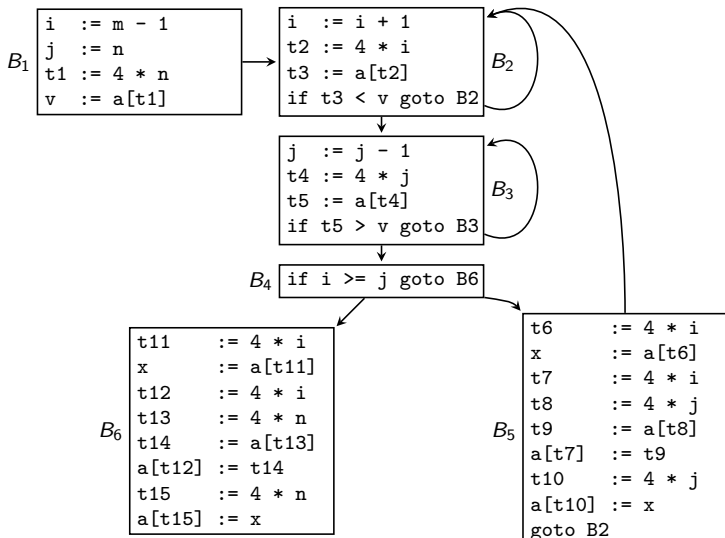 B1
i  := m - 1
j  := n
t1 := 4 * n
v  := a[t1]
i  := i + 1
t2 := 4 * i
t3 := a[t2]
if t3 < v goto B2
B2
j  := j - 1
t4 := 4 * j
t5 := a[t4]
if t5 > v goto B3
B3
B4
if i >= j goto B6
B6
t11    := 4 * i
x      := a[t11]
t12    := 4 * i
t13    := 4 * n
t14    := a[t13]
a[t12] := t14
t15    := 4 * n
a[t15] := x
B5
t6     := 4 * i
x      := a[t6]
t7     := 4 * i
t8     := 4 * j
t9     := a[t8]
a[t7]  := t9
t10    := 4 * j
a[t10] := x
goto B2